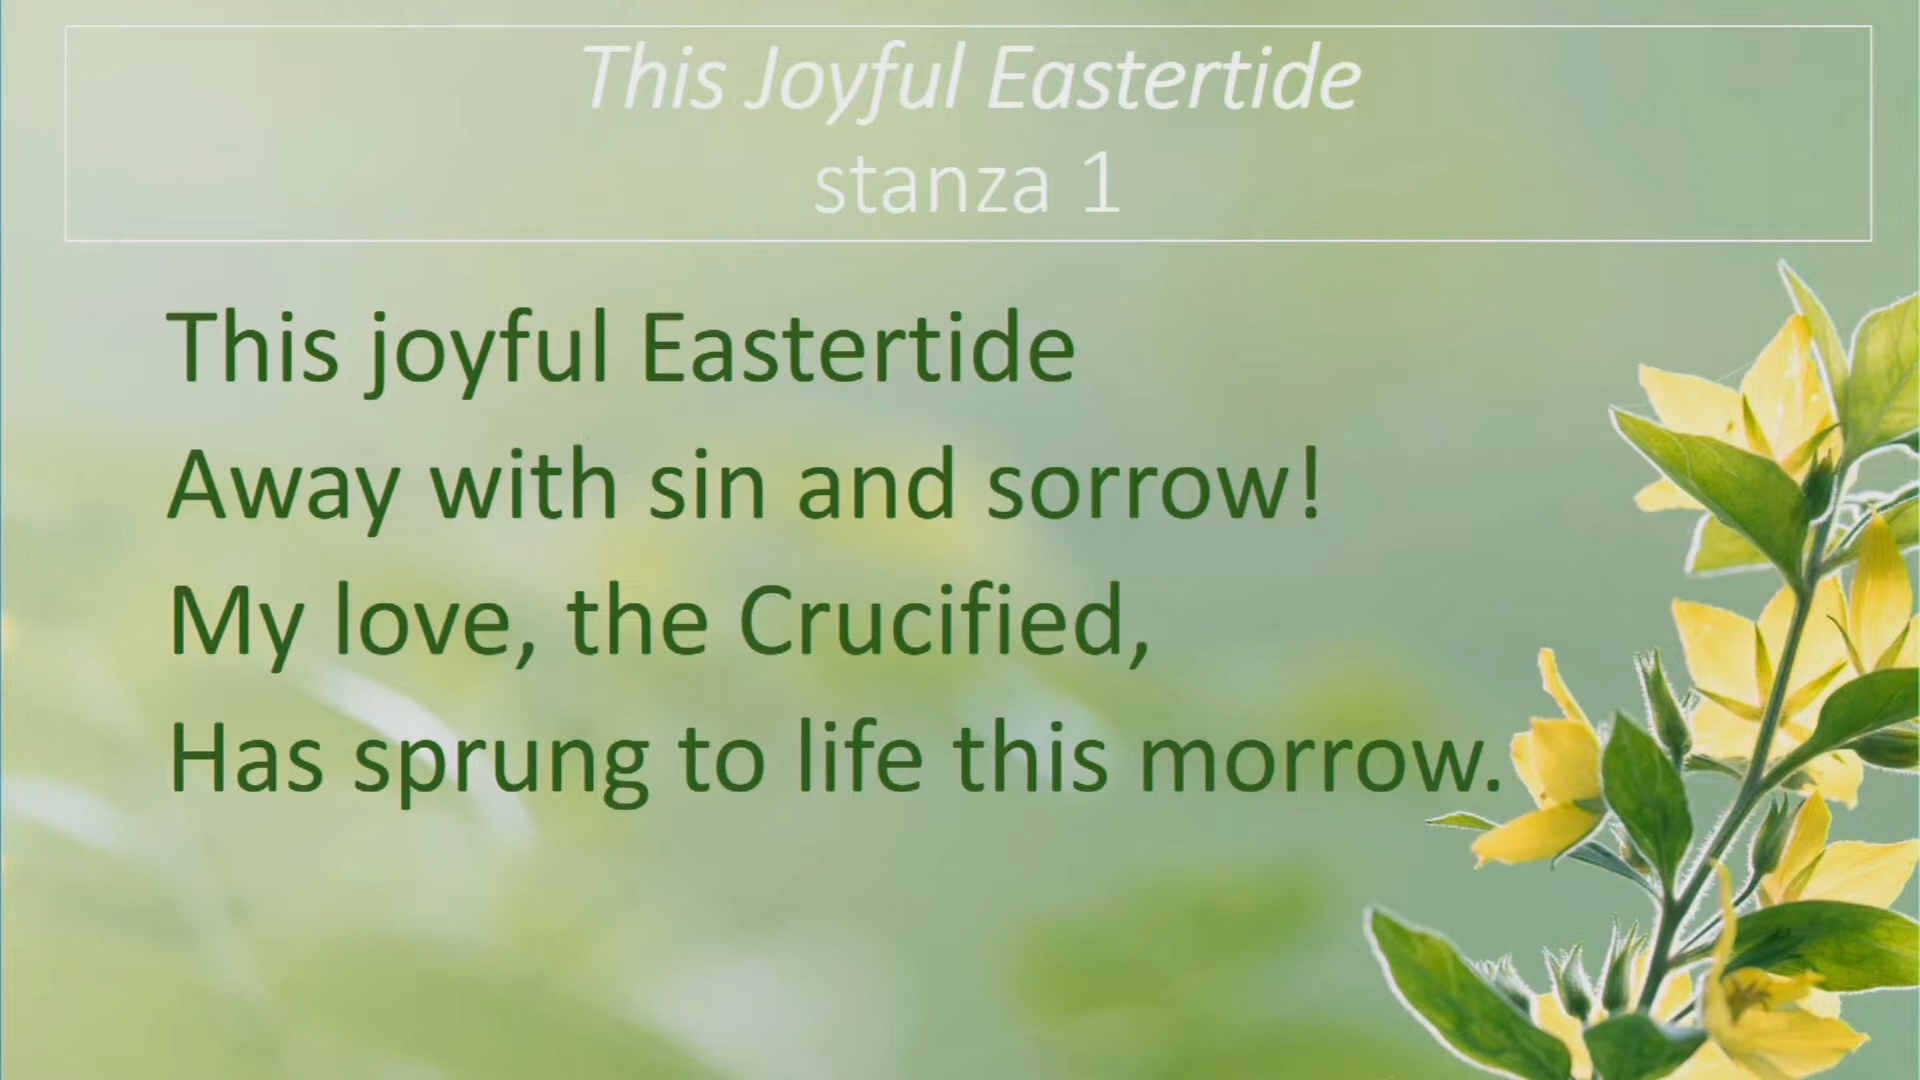 This Joyful Eastertide
stanza 1
This joyful Eastertide
Away with sin and sorrow!
My love, the Crucified,
Has sprung to life this morrow.